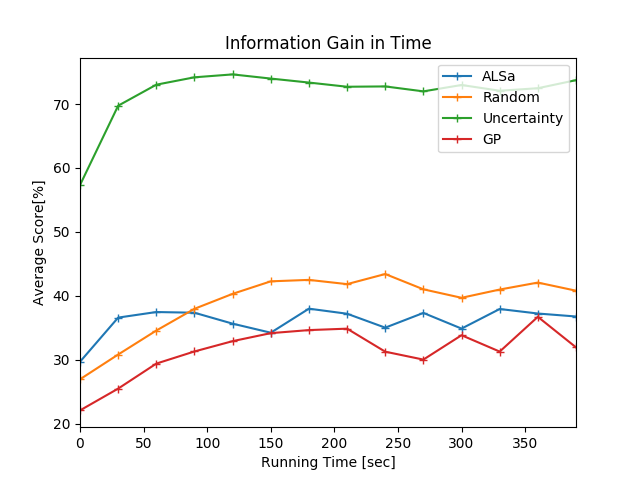 Information Gain in Time
ALSa
Random
Uncertainty
GP
Average Score[%]
70
60
50
40
30
20
0 50 100 150 200 250 300 350
Running Time [sec]